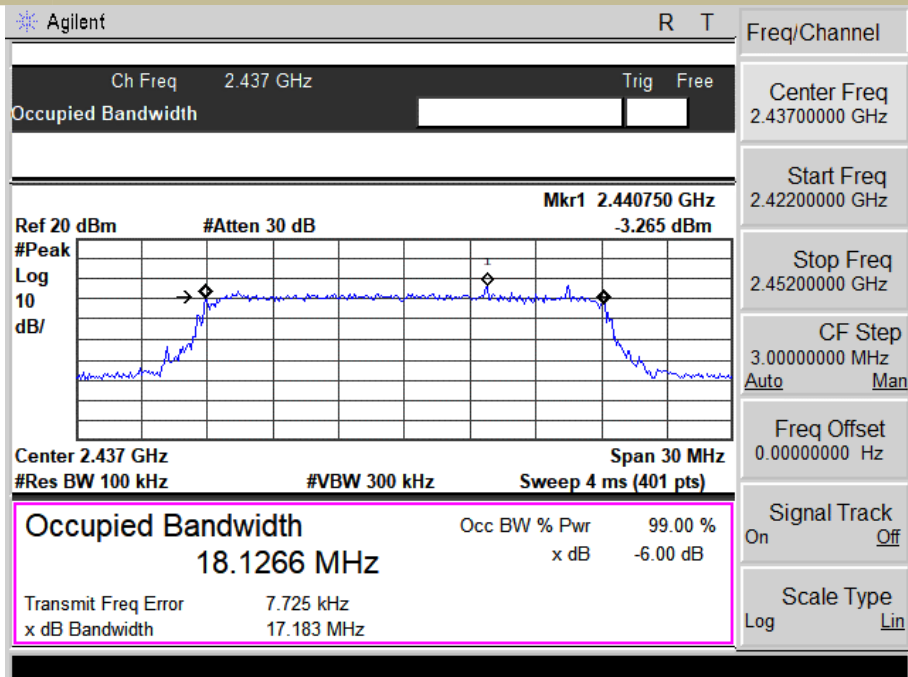 Agilent R T
Freq/Channel
Ch Freq 2.437 GHz Trig Free
Occupied Bandwidth
Center Freq
2.43700000 GHz
Start Freq
2.42200000 GHz
Stop Freq
2.45200000 GHz
CF Step
3.00000000 MHz
Auto Man
Freq Offset
0.00000000 Hz
Signal Track
On Off
Scale Type
Log Lin
Mkr1 2.440750 GHz
Ref 20 dBm #Atten 30 dB -3.265 dBm
#Peak
Log
10
dB/
1
Center 2.437 GHz Span 30 MHz
#Res BW 100 kHz #VBW 300 kHz Sweep 4 ms (401 pts)
Occupied Bandwidth Occ BW % Pwr 99.00 %
18.1266 MHz x dB -6.00 dB
Transmit Freq Error 7.725 kHz
x dB Bandwidth 17.183 MHz